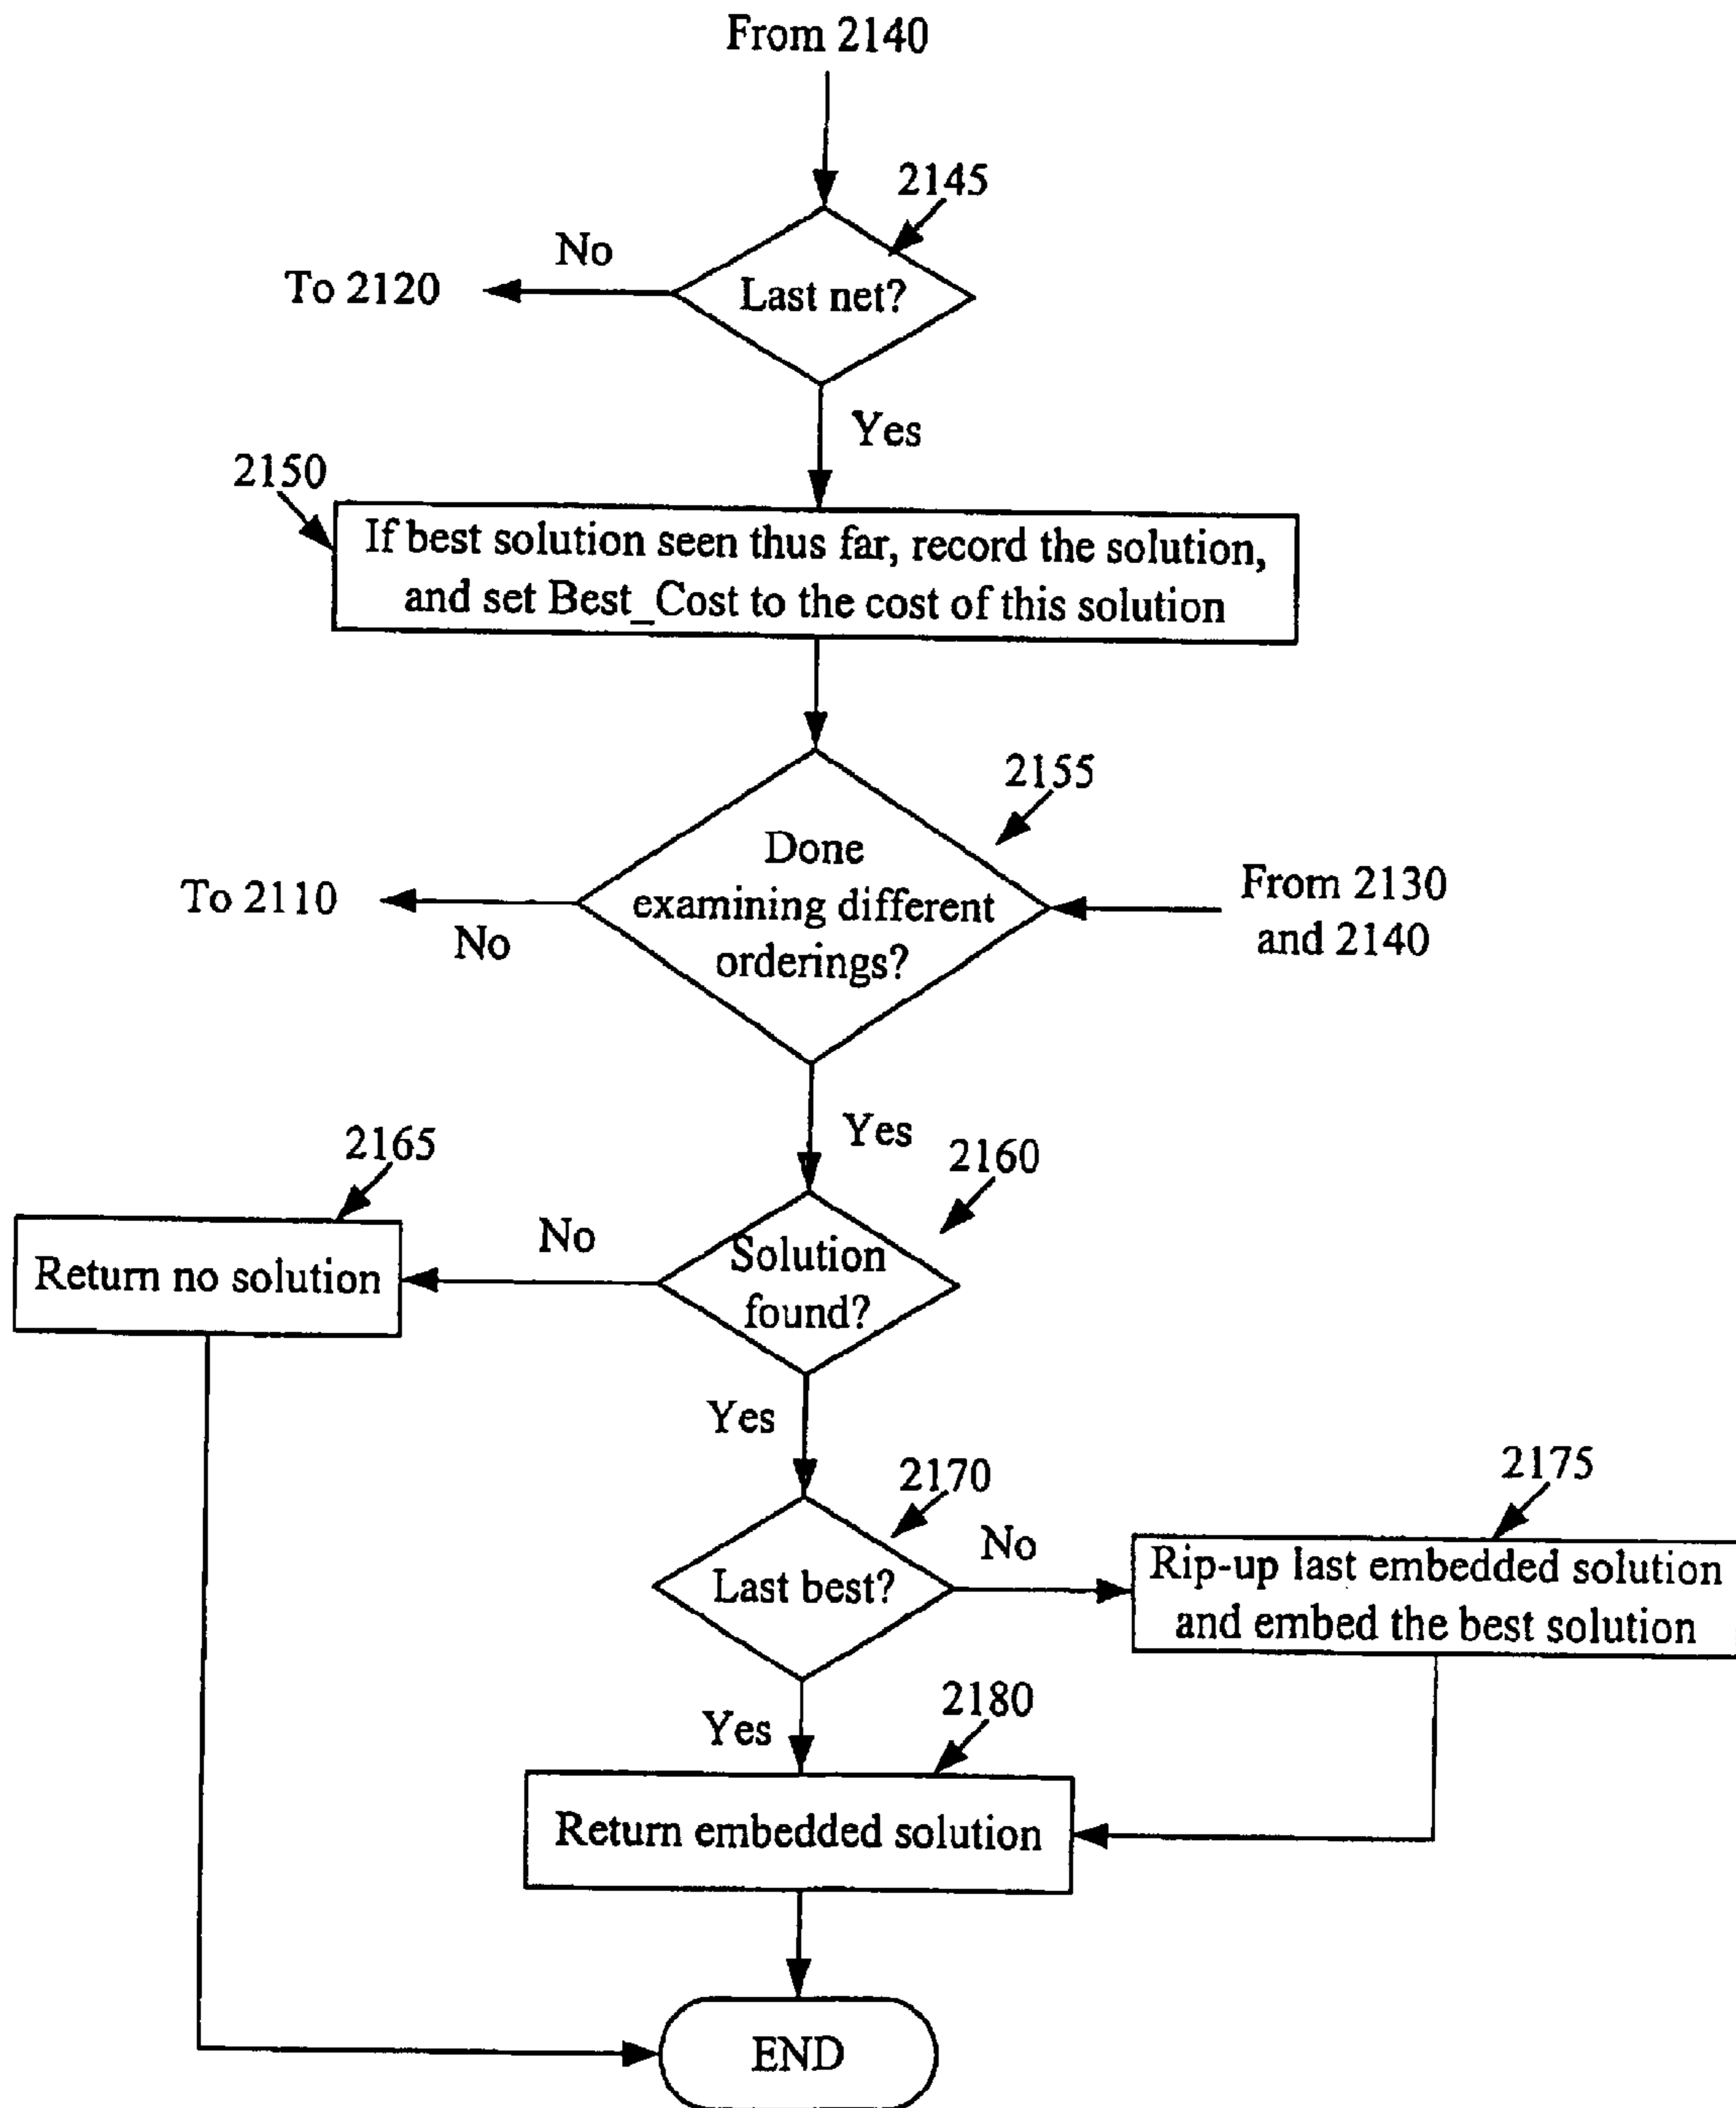 From 2140
2145
No
To 2120
Last net?
Yes
2150
If best solution seen thus far, record the solution,
and set Best_Cost to the cost of this solution
2155
Done
examining different
orderings?
To 2110
No
From 2130
and 2140
Yes
2160
2165
No
Return no solution
Solution
found?
Yes
2170
2175
No
Last best?
Rip-up last embedded solution
and embed the best solution
2180
Yes
Return embedded solution
END